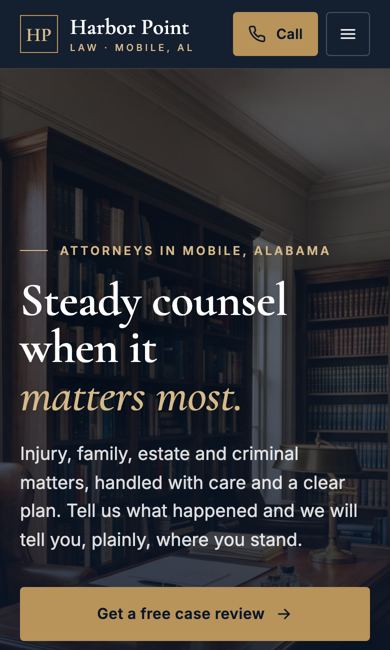 HP
Harbor Point
LAW · MOBILE, AL
Call
ATTORNEYS IN MOBILE, ALABAMA
Steady counsel
when it
matters most.
Injury, family, estate and criminal
matters, handled with care and a clear
plan. Tell us what happened and we will
tell you, plainly, where you stand.
Get a free case review →